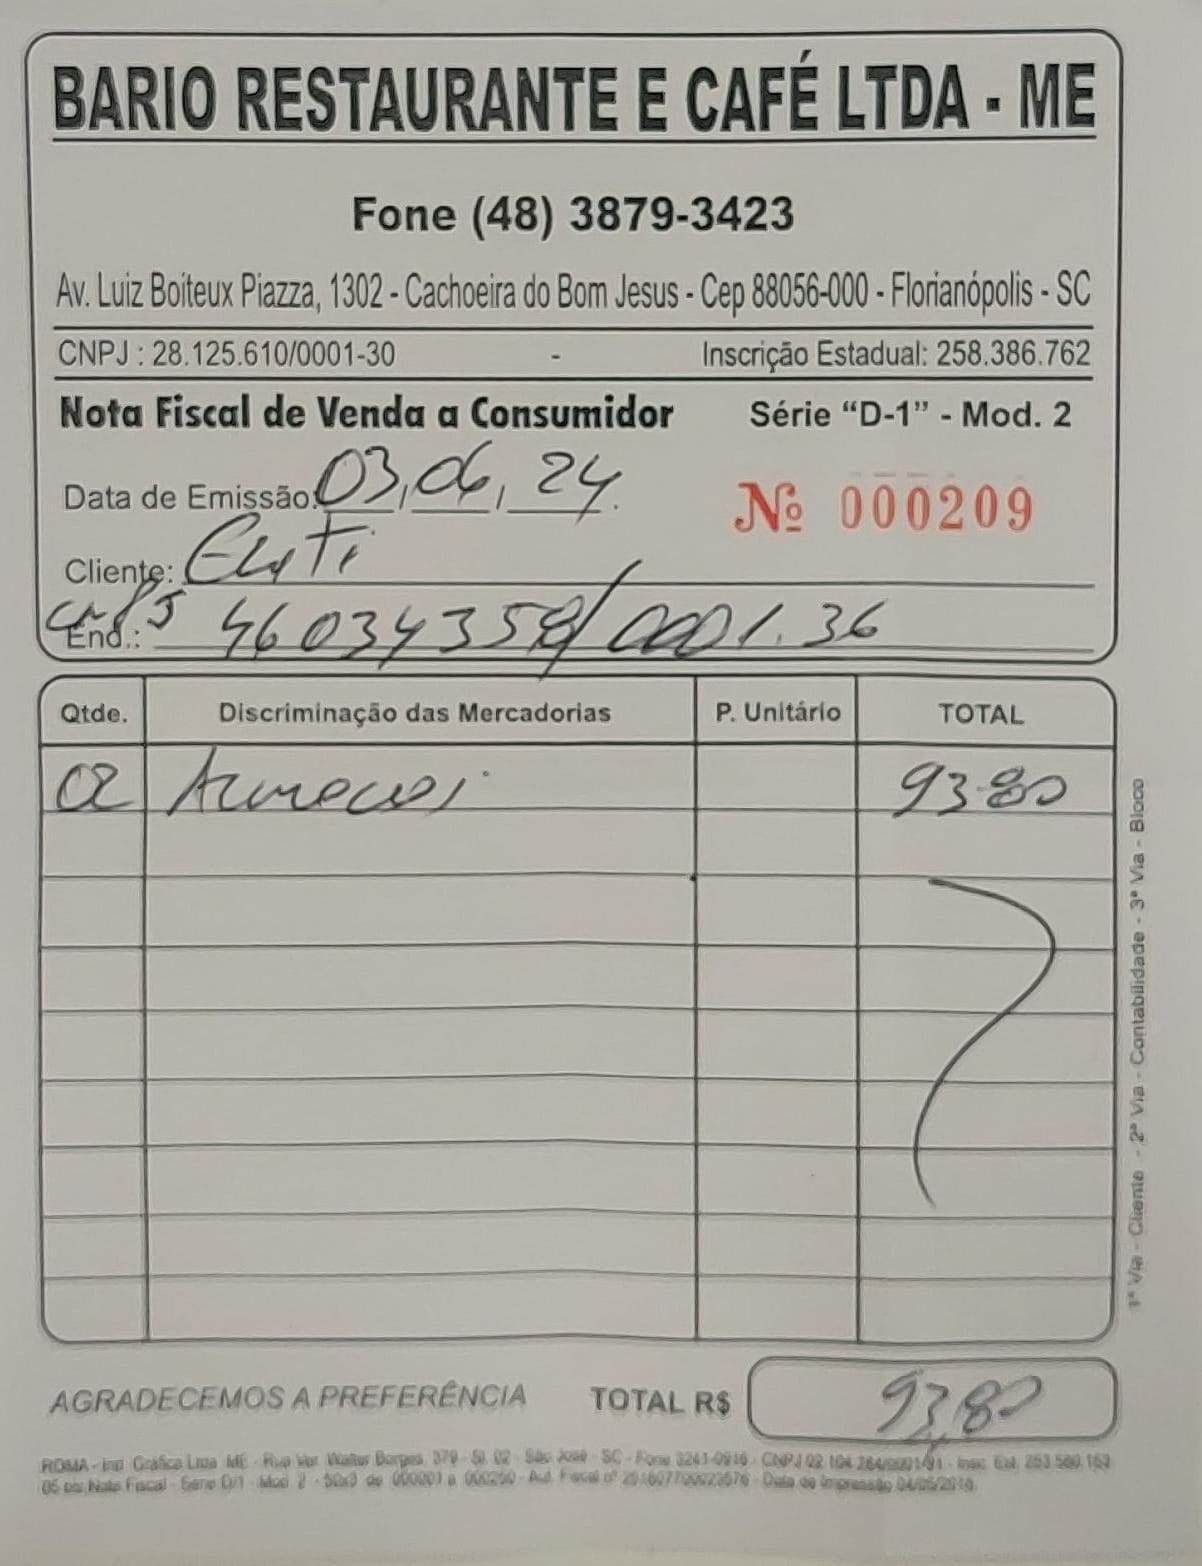 BARIO RESTAURANTE E CAFÉ LTDA - ME
Fone (48) 3879-3423
Av. Luiz Boiteux Piazza, 1302 - Cachoeira do Bom Jesus - Cep 88056-000 - Florianópolis - SC
CNPJ : 28.125.610/0001-30 - Inscrição Estadual: 258.386.762
Nota Fiscal de Venda a Consumidor Série “D-1” - Mod. 2
Data de Emissão: 03, 06, 24.
Nº 000209
Cliente:
CNPJ
End.: 46034358/0001.36
Qtde. Discriminação das Mercadorias P. Unitário TOTAL
02 93.80
AGRADECEMOS A PREFERÊNCIA TOTAL R$ 93,80
1ª Via - Cliente - 2ª Via - Contabilidade - 3ª Via - Bloco